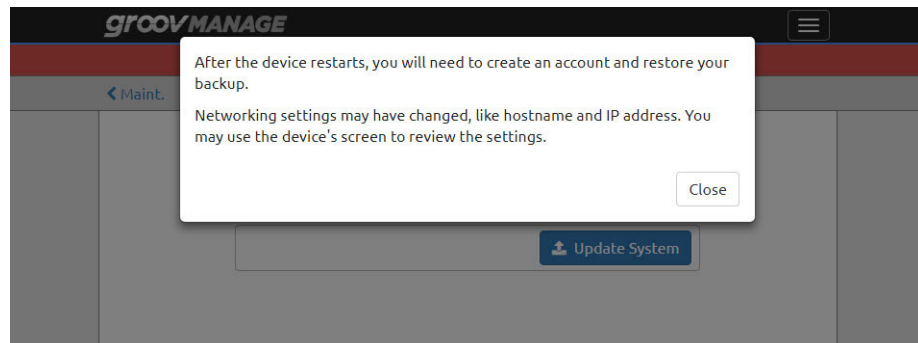 groov MANAGE
After the device restarts, you will need to create an account and restore your
backup.
Maint.
Networking settings may have changed, like hostname and IP address. You
may use the device's screen to review the settings.
Close
Update System